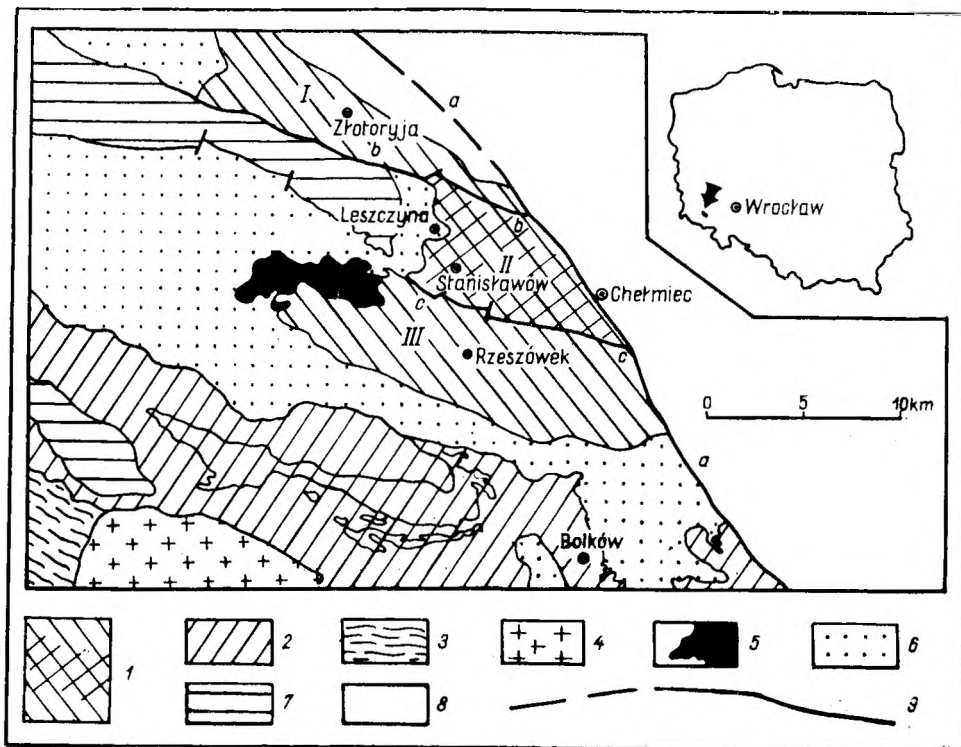 I
Złotoryja
a
b
Leszczyna
II
b
Stanisławów
Chełmiec
c
III
Rzeszówek
c
a
Bolków
Wrocław
0 5 10km
1 2 3 4 5 6
7 8 9